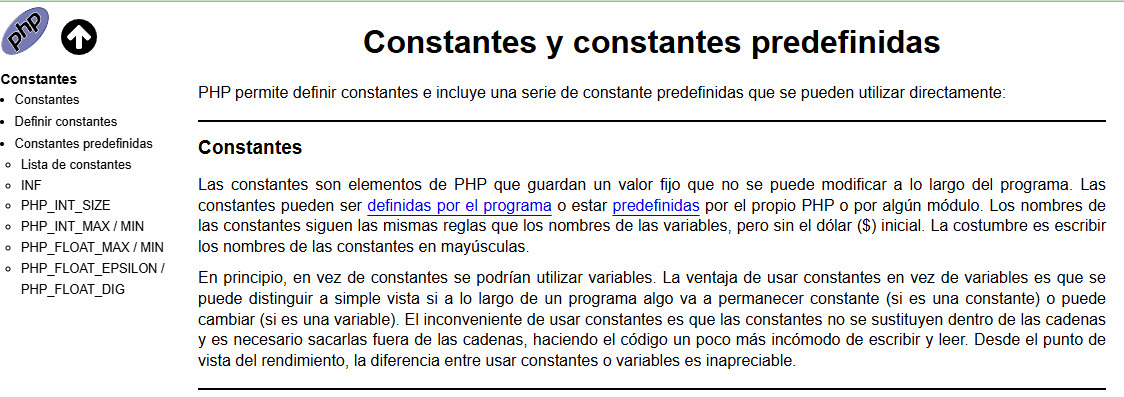 php
Constantes y constantes predefinidas
Constantes
Constantes
Definir constantes
Constantes predefinidas
Lista de constantes
INF
PHP_INT_SIZE
PHP_INT_MAX / MIN
PHP_FLOAT_MAX / MIN
PHP_FLOAT_EPSILON /
PHP_FLOAT_DIG
PHP permite definir constantes e incluye una serie de constante predefinidas que se pueden utilizar directamente:
Constantes
Las constantes son elementos de PHP que guardan un valor fijo que no se puede modificar a lo largo del programa. Las
constantes pueden ser definidas por el programa o estar predefinidas por el propio PHP o por algún módulo. Los nombres de
las constantes siguen las mismas reglas que los nombres de las variables, pero sin el dólar ($) inicial. La costumbre es escribir
los nombres de las constantes en mayúsculas.
En principio, en vez de constantes se podrían utilizar variables. La ventaja de usar constantes en vez de variables es que se
puede distinguir a simple vista si a lo largo de un programa algo va a permanecer constante (si es una constante) o puede
cambiar (si es una variable). El inconveniente de usar constantes es que las constantes no se sustituyen dentro de las cadenas
y es necesario sacarlas fuera de las cadenas, haciendo el código un poco más incómodo de escribir y leer. Desde el punto de
vista del rendimiento, la diferencia entre usar constantes o variables es inapreciable.